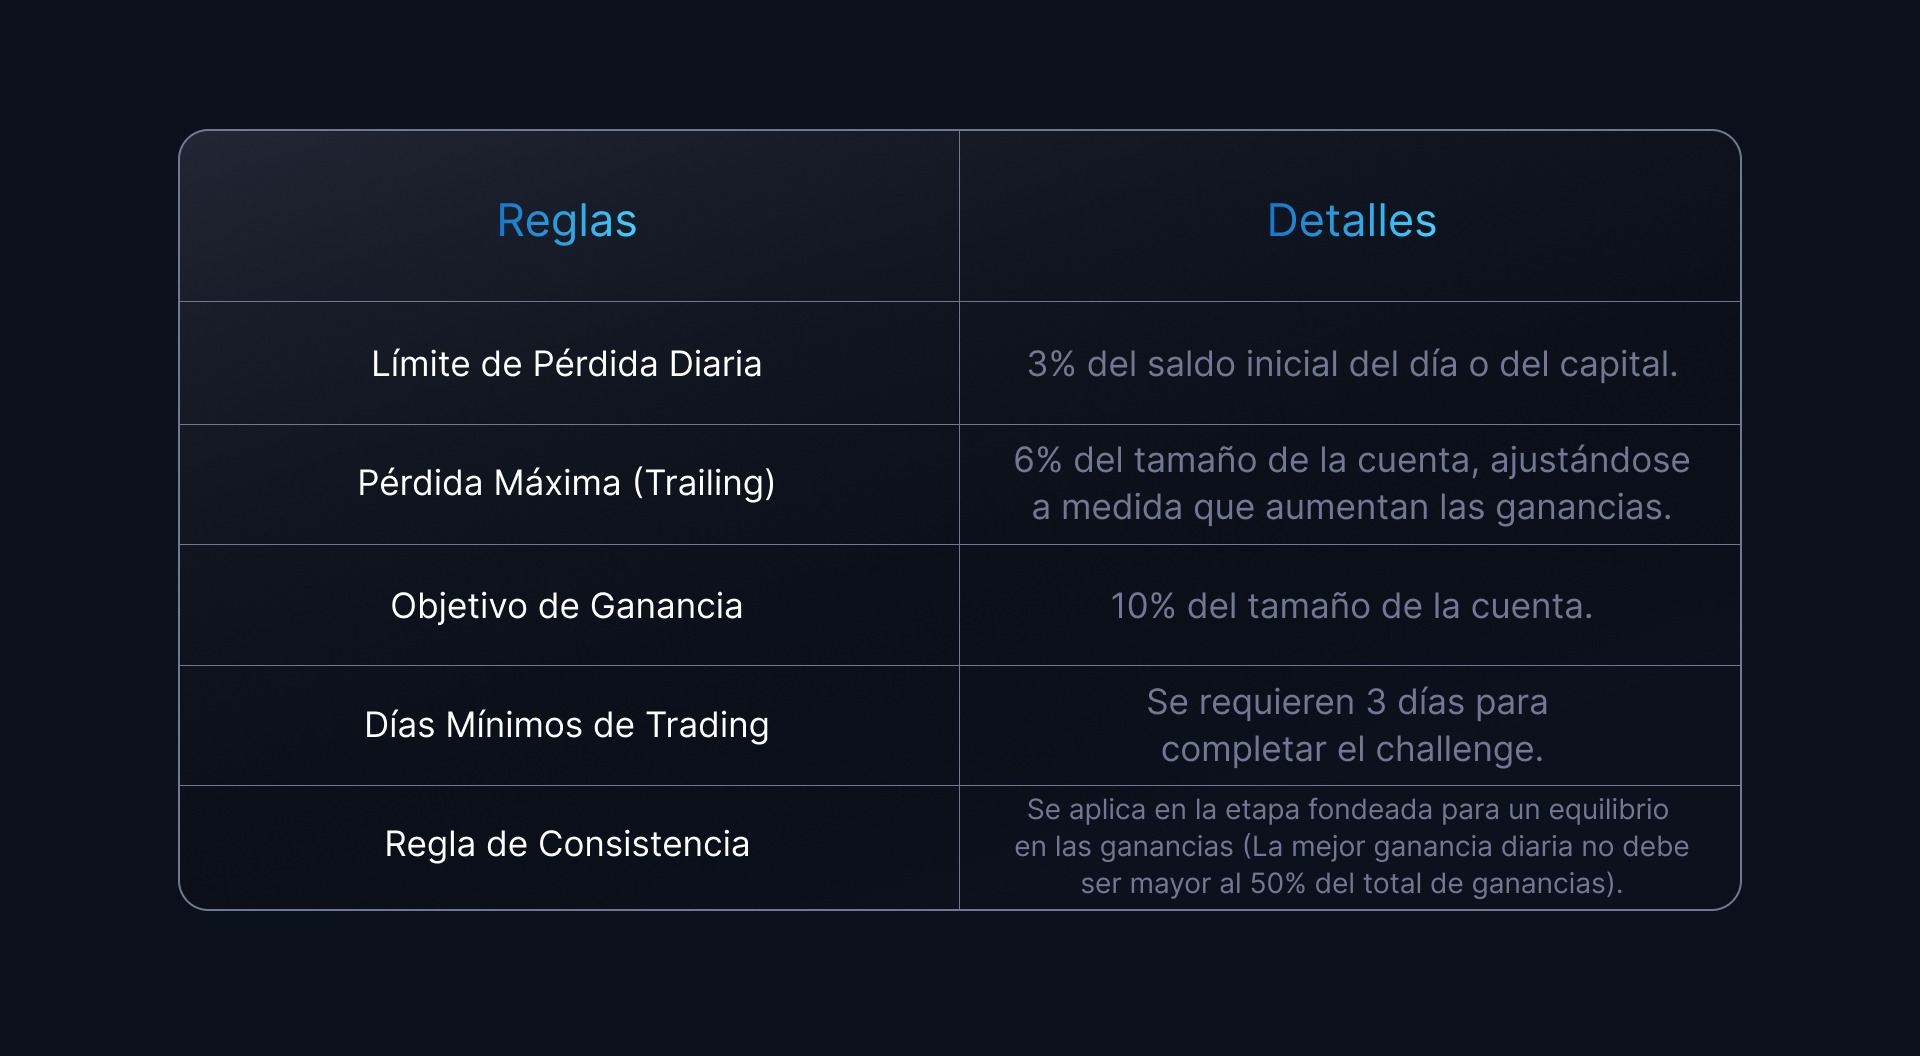 Reglas
Detalles
Límite de Pérdida Diaria
3% del saldo inicial del día o del capital.
Pérdida Máxima (Trailing)
6% del tamaño de la cuenta, ajustándose
a medida que aumentan las ganancias.
Objetivo de Ganancia
10% del tamaño de la cuenta.
Días Mínimos de Trading
Se requieren 3 días para
completar el challenge.
Regla de Consistencia
Se aplica en la etapa fondeada para un equilibrio
en las ganancias (La mejor ganancia diaria no debe
ser mayor al 50% del total de ganancias).